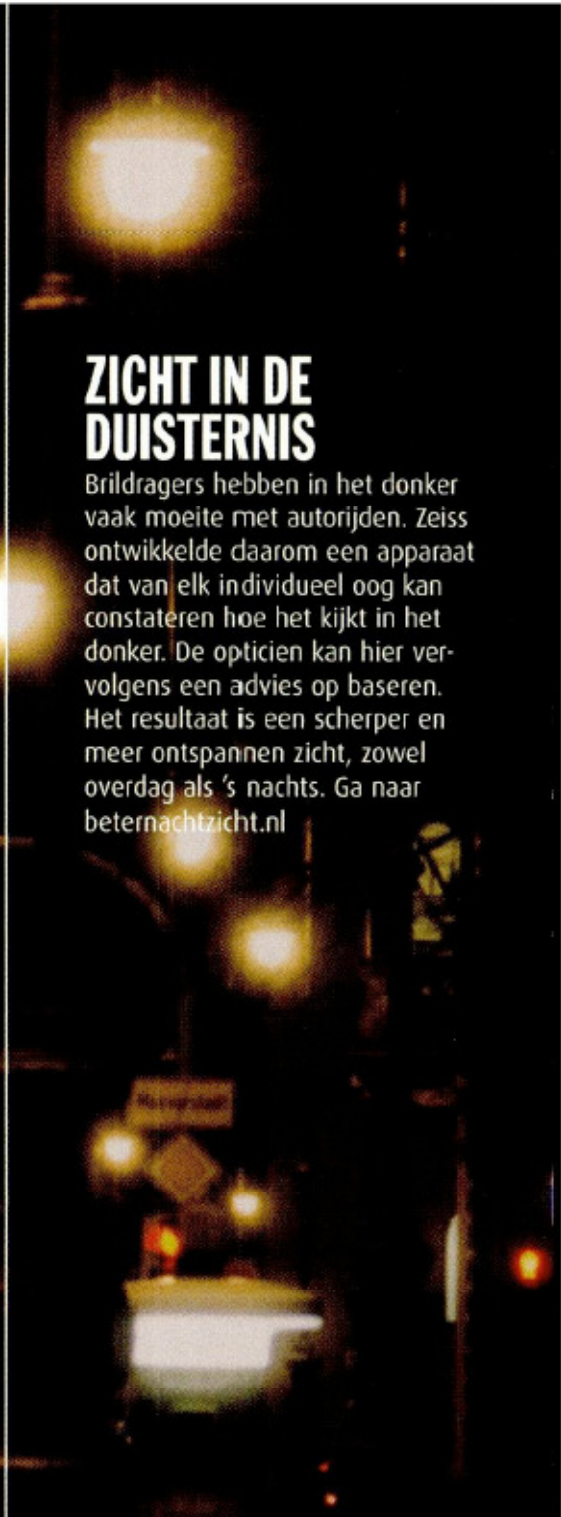 ZICHT IN DE
DUISTERNIS
Brildragers hebben in het donker
vaak moeite met autorijden. Zeiss
ontwikkelde daarom een apparaat
dat van elk individueel oog kan
constateren hoe het kijkt in het
donker. De opticien kan hier ver-
volgens een advies op baseren.
Het resultaat is een scherper en
meer ontspannen zicht, zowel
overdag als 's nachts. Ga naar
beternachtzicht.nl